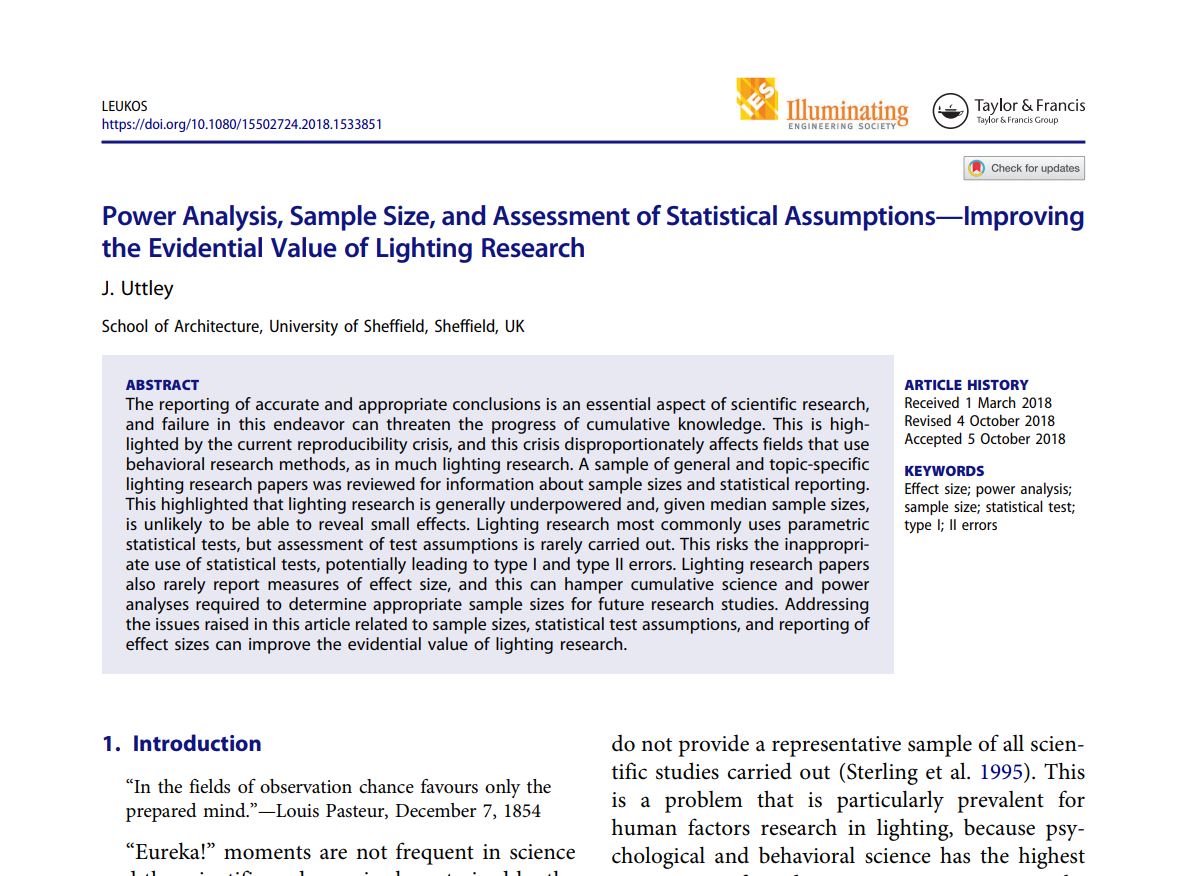 LEUKOS
https://doi.org/10.1080/15502724.2018.1533851
IES
Illuminating
ENGINEERING SOCIETY
Taylor & Francis
Taylor & Francis Group
Check for updates
Power Analysis, Sample Size, and Assessment of Statistical Assumptions—Improving
the Evidential Value of Lighting Research
J. Uttley
School of Architecture, University of Sheffield, Sheffield, UK
ABSTRACT
The reporting of accurate and appropriate conclusions is an essential aspect of scientific research,
and failure in this endeavor can threaten the progress of cumulative knowledge. This is high-
lighted by the current reproducibility crisis, and this crisis disproportionately affects fields that use
behavioral research methods, as in much lighting research. A sample of general and topic-specific
lighting research papers was reviewed for information about sample sizes and statistical reporting.
This highlighted that lighting research is generally underpowered and, given median sample sizes,
is unlikely to be able to reveal small effects. Lighting research most commonly uses parametric
statistical tests, but assessment of test assumptions is rarely carried out. This risks the inappropri-
ate use of statistical tests, potentially leading to type I and type II errors. Lighting research papers
also rarely report measures of effect size, and this can hamper cumulative science and power
analyses required to determine appropriate sample sizes for future research studies. Addressing
the issues raised in this article related to sample sizes, statistical test assumptions, and reporting of
effect sizes can improve the evidential value of lighting research.
ARTICLE HISTORY
Received 1 March 2018
Revised 4 October 2018
Accepted 5 October 2018
KEYWORDS
Effect size; power analysis;
sample size; statistical test;
type I; II errors
1. Introduction
“In the fields of observation chance favours only the
prepared mind.”—Louis Pasteur, December 7, 1854
“Eureka!” moments are not frequent in science
do not provide a representative sample of all scien-
tific studies carried out (Sterling et al. 1995). This
is a problem that is particularly prevalent for
human factors research in lighting, because psy-
chological and behavioral science has the highest